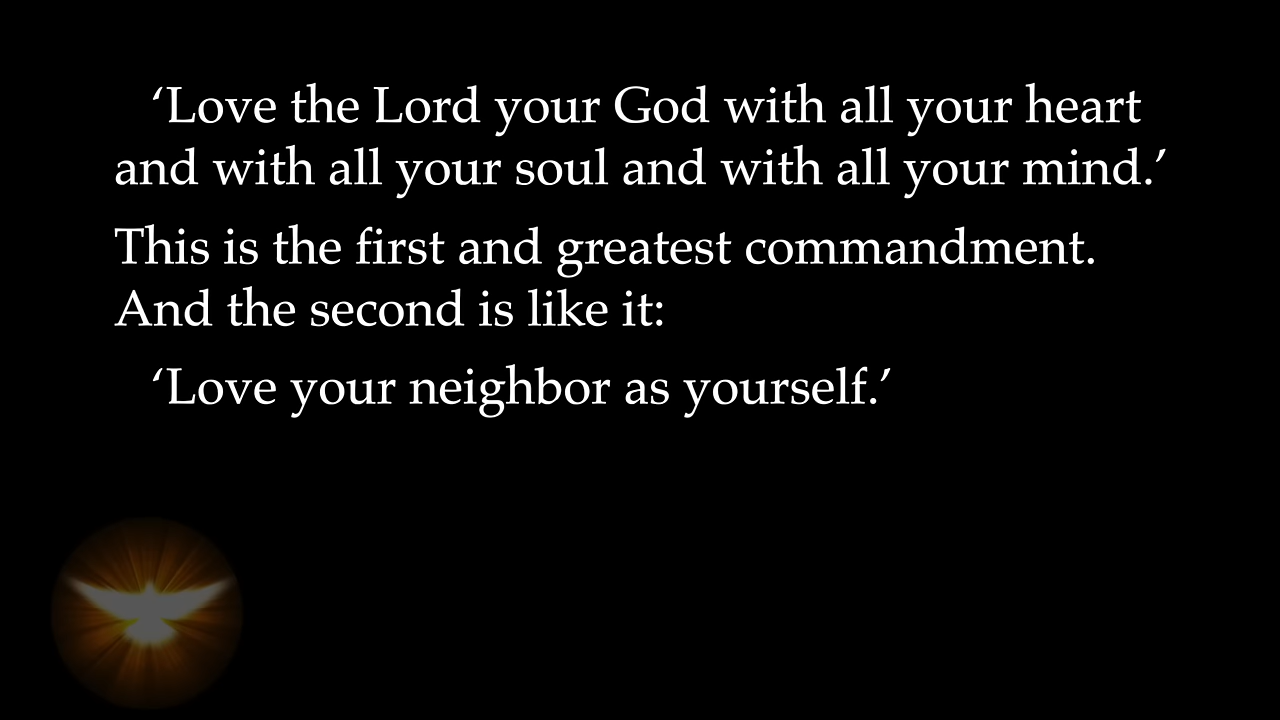 ‘Love the Lord your God with all your heart
and with all your soul and with all your mind.’
This is the first and greatest commandment.
And the second is like it:
‘Love your neighbor as yourself.’